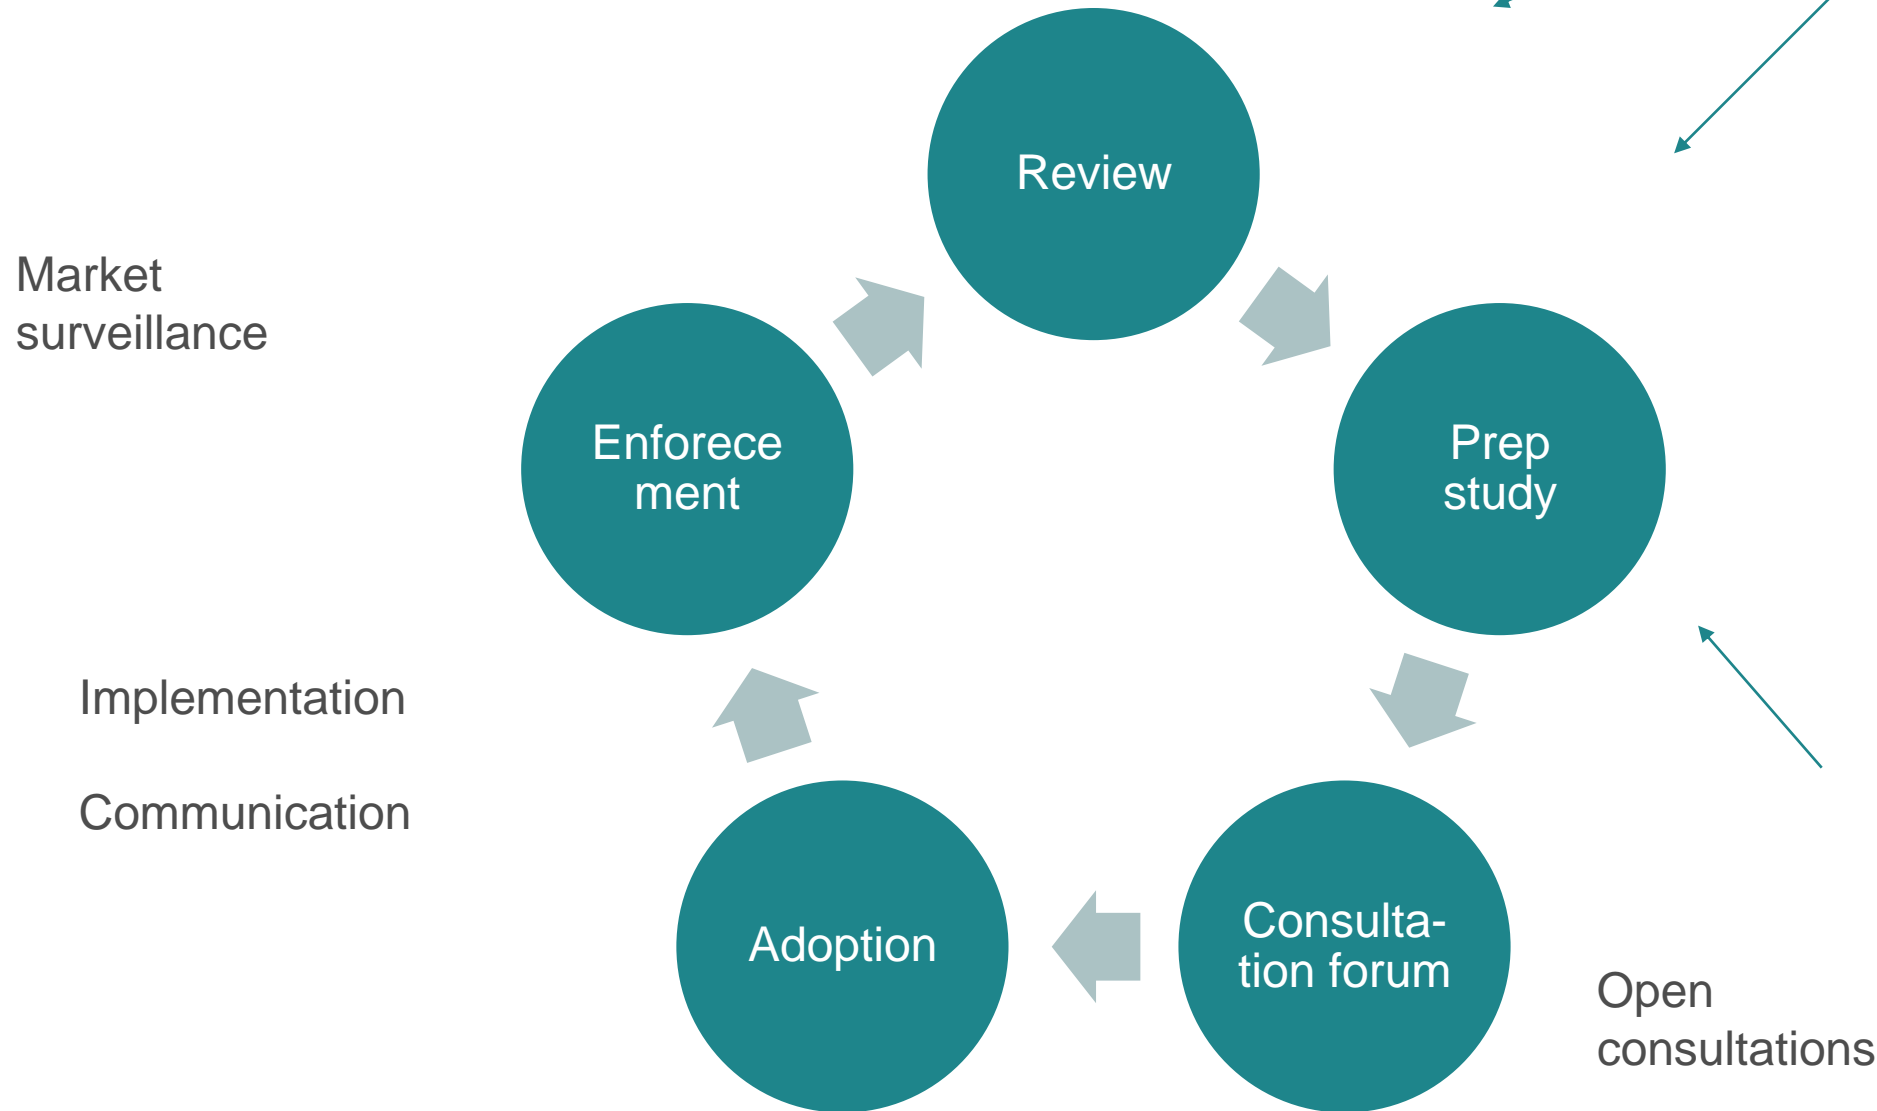 Review
Market
surveillance
Enforece
ment
Prep
study
Implementation
Communication
Adoption
Consulta-
tion forum
Open
consultations